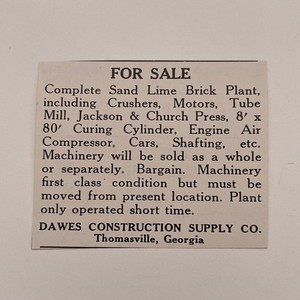 FOR SALE
Complete Sand Lime Brick Plant,
including Crushers, Motors, Tube
Mill, Jackson & Church Press, 8' x
80' Curing Cylinder, Engine Air
Compressor, Cars, Shafting, etc.
Machinery will be sold as a whole
or separately. Bargain. Machinery
first class condition but must be
moved from present location. Plant
only operated short time.
DAWES CONSTRUCTION SUPPLY CO.
Thomasville, Georgia